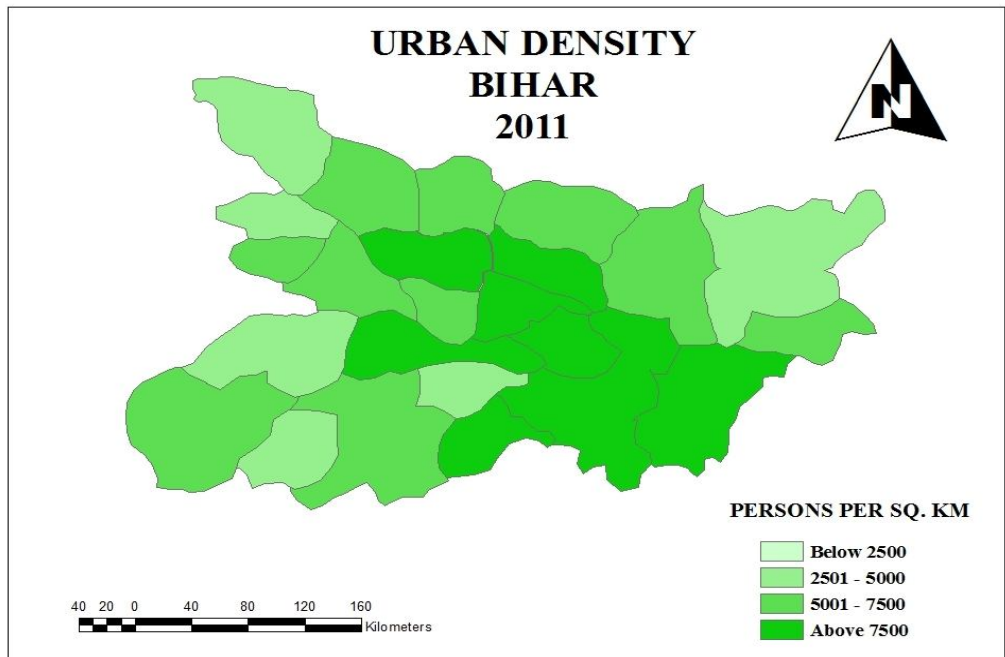 URBAN DENSITY
BIHAR
2011
N
PERSONS PER SQ. KM
Below 2500
2501 - 5000
5001 - 7500
Above 7500
40 20 0 40 80 120 160
Kilometers